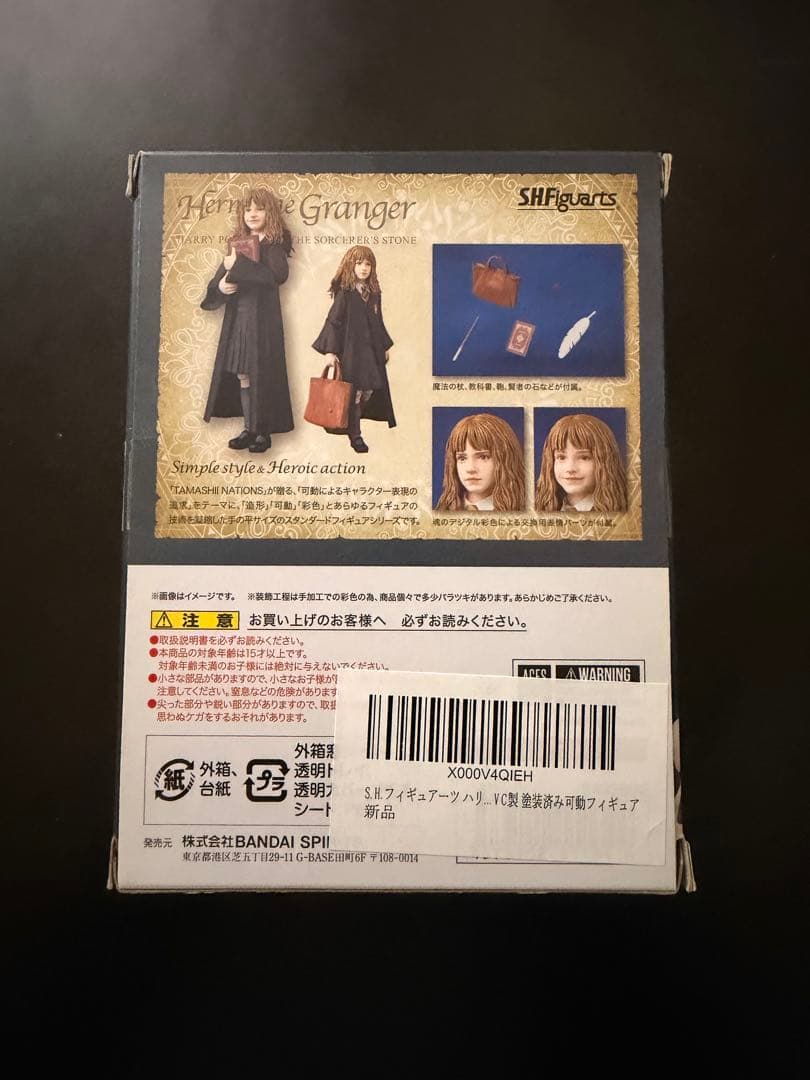 S.H.Figuarts
Granger
THE SORCERER'S STONE
魔法の杖、教科書、鞄、賢者の石などが付属。
Simple style & Heroic action
「TAMASHII NATIONS」が贈る、「可動によるキャラクター表現の
追求」をテーマに、「造形」「可動」「彩色」とあらゆるフィギュアの
技術を凝縮した手の平サイズのスタンダードフィギュアシリーズです。
魂のデジタル彩色による交換用表情パーツが付属。
※画像はイメージです。 ※装飾工程は手加工での彩色の為、商品個々で多少バラツキがあります。あらかじめご了承ください。
注意 お買い上げのお客様へ 必ずお読みください。
●取扱説明書を必ずお読みください。
●本商品の対象年齢は15才以上です。
対象年齢未満のお子様には絶対に与えないでください。
●小さな部品がありますので、小さなお子様が
注意してください。窒息などの危険があります
●尖った部分や鋭い部分がありますので、取扱
思わぬケガをするおそれがあります。
AGES
WARNING
紙 外箱、
台紙
プラ
外箱窓
透明
透明
シート
X000V4QIEH
S.H.フィギュアーツ ハリ...ＶＣ製 塗装済み可動フィギュア
新品
発売元 株式会社BANDAI SPI
東京都港区芝五丁目29-11 G-BASE田町6F 〒108-0014